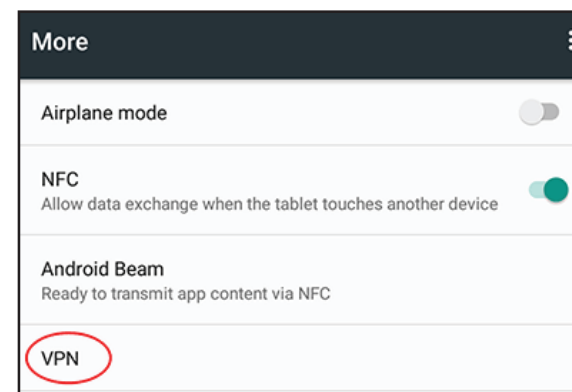 More
Airplane mode
NFC
Allow data exchange when the tablet touches another device
Android Beam
Ready to transmit app content via NFC
VPN